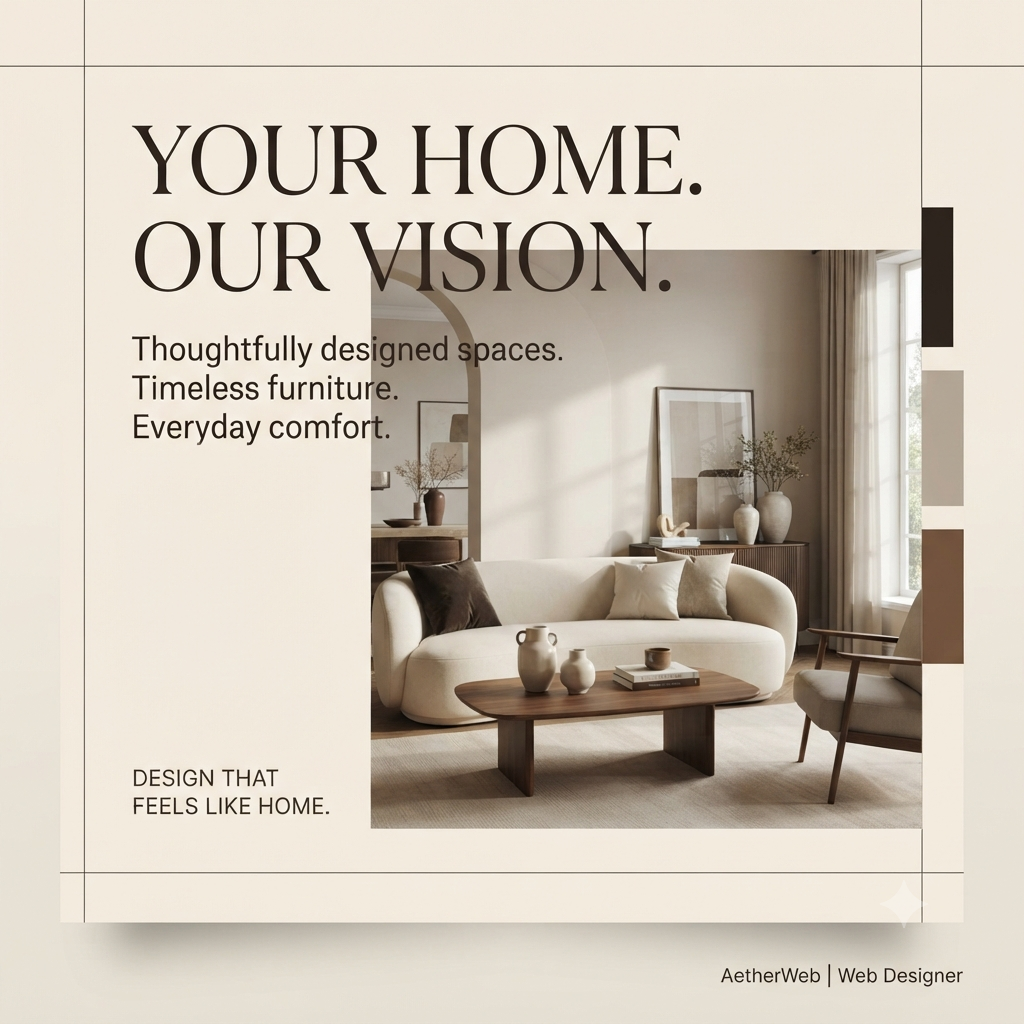 YOUR HOME.
OUR VISION.
Thoughtfully designed spaces.
Timeless furniture.
Everyday comfort.
DESIGN THAT
FEELS LIKE HOME.
AetherWeb | Web Designer